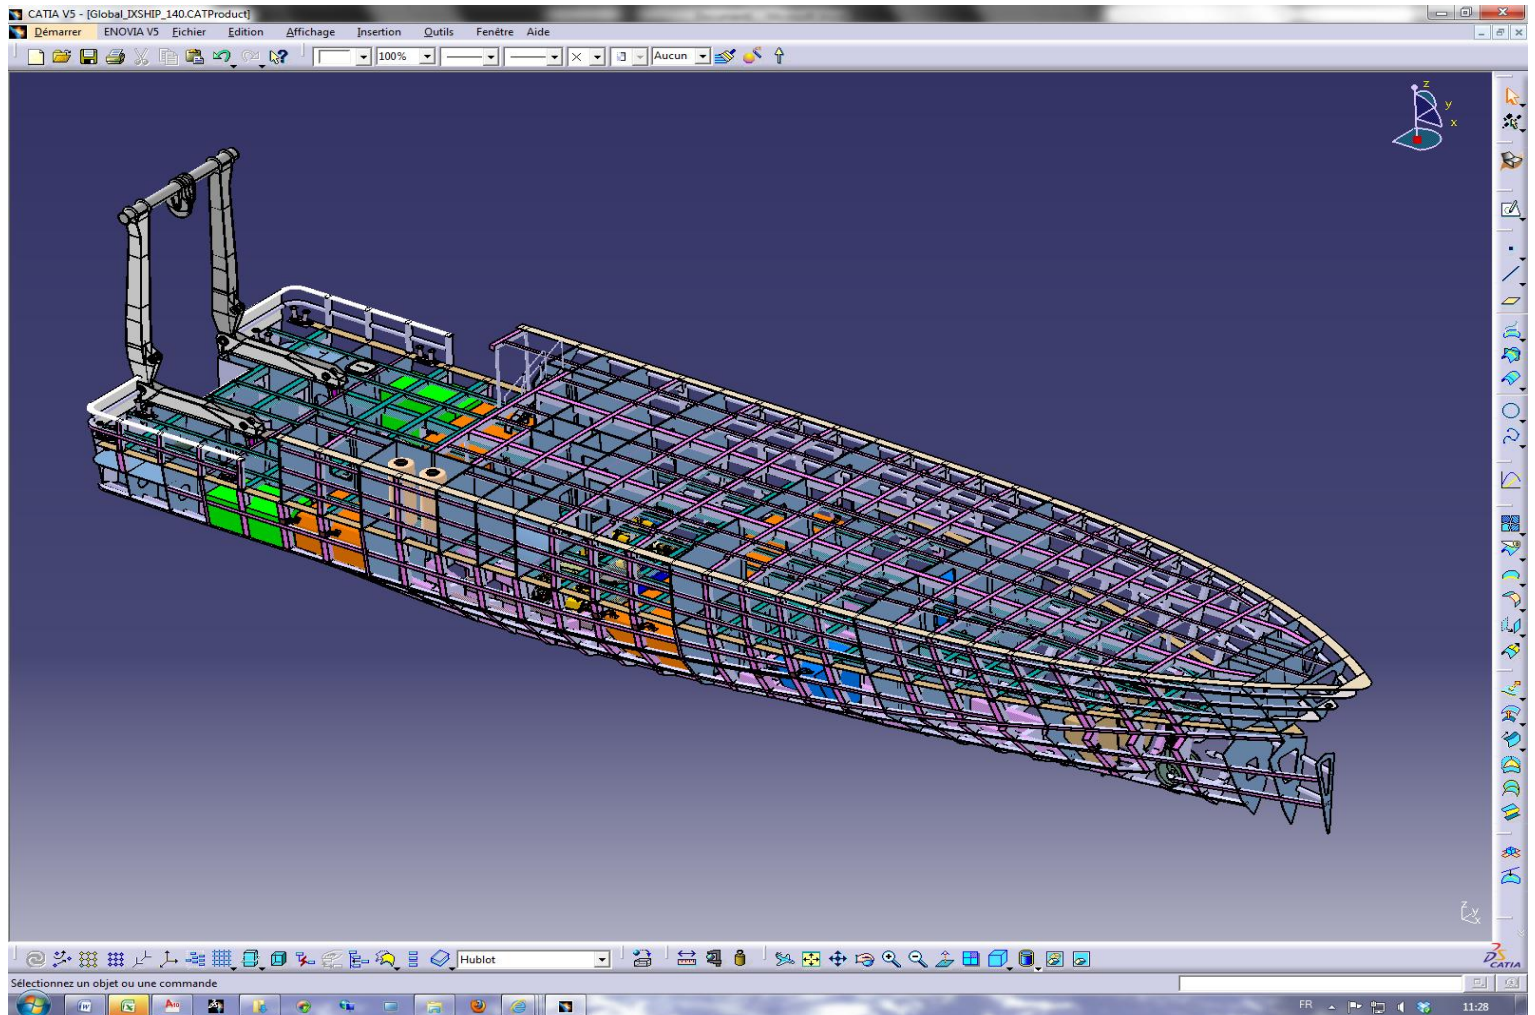 CATIA V5 - [Global_IXSHIP_140.CATProduct]
Démarrer ENOVIA V5 Fichier Edition Affichage Insertion Outils Fenêtre Aide
100% Aucun
z
y
x
z
y
x
Hublot
DS CATIA
Sélectionnez un objet ou une commande
FR 11:28